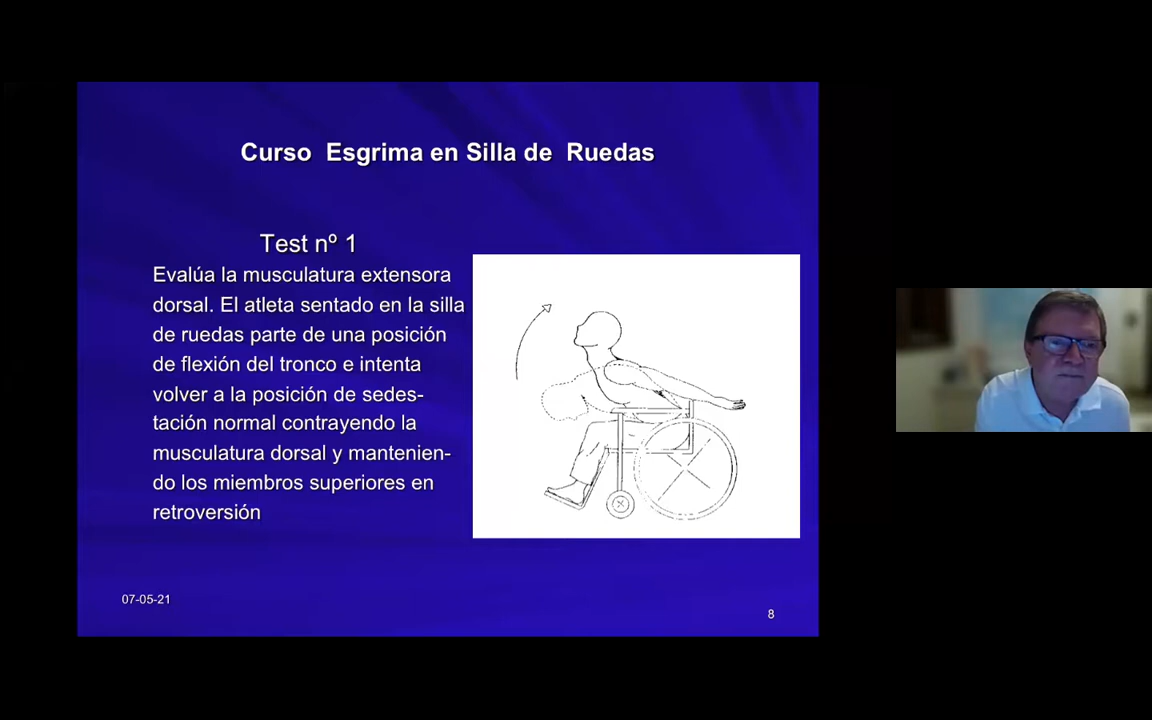 Curso Esgrima en Silla de Ruedas
Test nº 1
Evalúa la musculatura extensora
dorsal. El atleta sentado en la silla
de ruedas parte de una posición
de flexión del tronco e intenta
volver a la posición de sedes-
tación normal contrayendo la
musculatura dorsal y mantenien-
do los miembros superiores en
retroversión
07-05-21
8